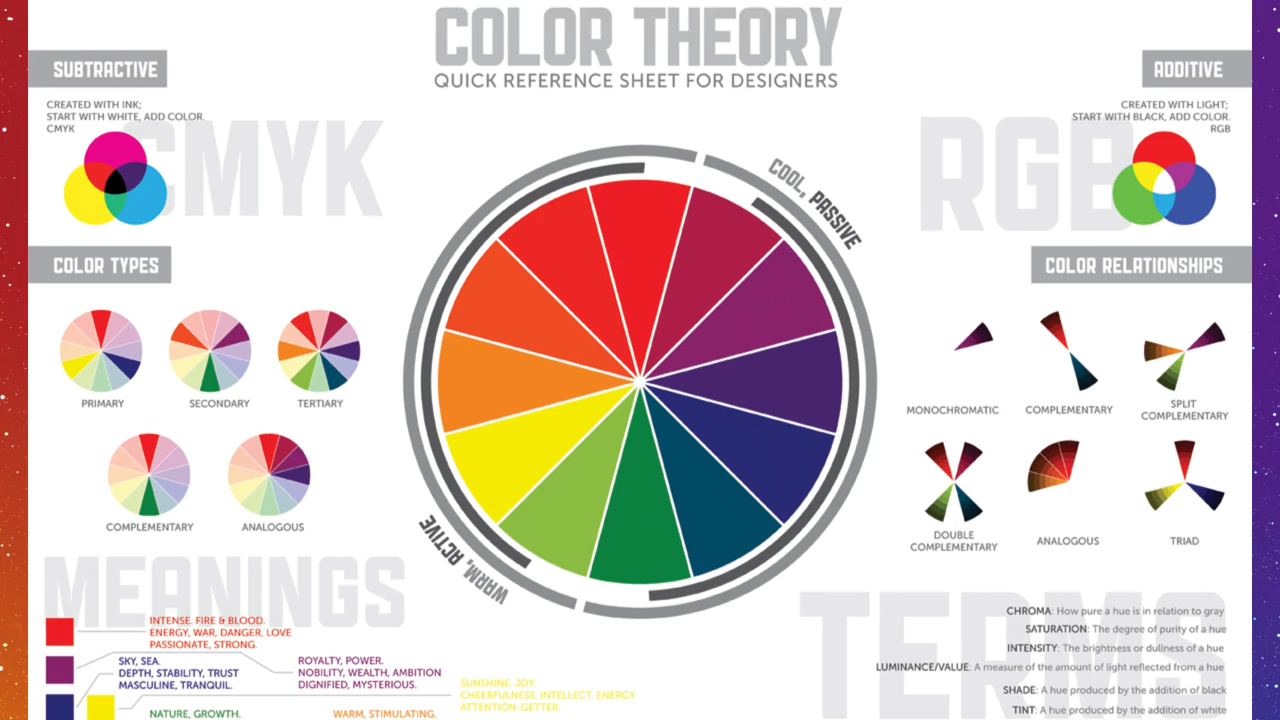 COLOR THEORY
QUICK REFERENCE SHEET FOR DESIGNERS
SUBTRACTIVE
CREATED WITH INK;
START WITH WHITE, ADD COLOR.
CMYK
CMYK
ADDITIVE
CREATED WITH LIGHT;
START WITH BLACK, ADD COLOR.
RGB
RGB
COOL, PASSIVE
WARM, ACTIVE
COLOR TYPES
PRIMARY
SECONDARY
TERTIARY
COMPLEMENTARY
ANALOGOUS
COLOR RELATIONSHIPS
MONOCHROMATIC
COMPLEMENTARY
SPLIT
COMPLEMENTARY
DOUBLE
COMPLEMENTARY
ANALOGOUS
TRIAD
MEANINGS
INTENSE. FIRE & BLOOD.
ENERGY, WAR, DANGER, LOVE
PASSIONATE, STRONG.
SKY, SEA.
DEPTH, STABILITY, TRUST
MASCULINE, TRANQUIL.
ROYALTY, POWER.
NOBILITY, WEALTH, AMBITION
DIGNIFIED, MYSTERIOUS.
SUNSHINE, JOY.
CHEERFULNESS, INTELLECT, ENERGY
ATTENTION-GETTER.
NATURE, GROWTH.
WARM, STIMULATING.
TERMS
CHROMA: How pure a hue is in relation to gray
SATURATION: The degree of purity of a hue
INTENSITY: The brightness or dullness of a hue
LUMINANCE/VALUE: A measure of the amount of light reflected from a hue
SHADE: A hue produced by the addition of black
TINT: A hue produced by the addition of white